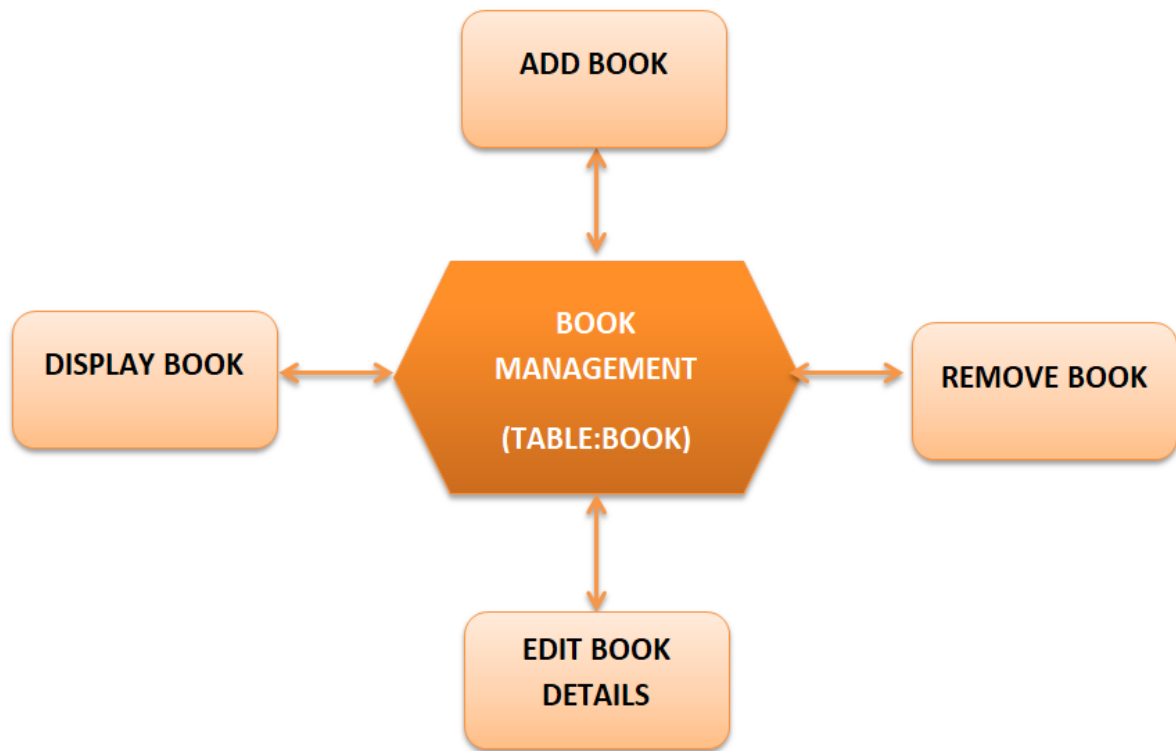 ADD BOOK
BOOK
MANAGEMENT
(TABLE:BOOK)
DISPLAY BOOK
REMOVE BOOK
EDIT BOOK
DETAILS